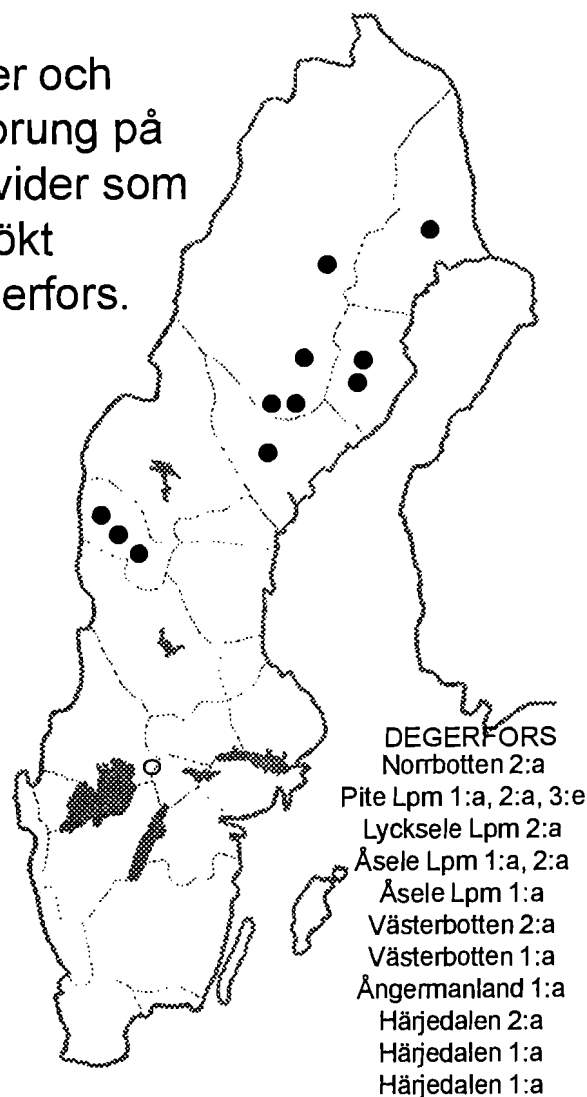 er och
prung på
vider som
ökt
erfors.
DEGERFORS
Norrbotten 2:a
Pite Lpm 1:a, 2:a, 3:e
Lycksele Lpm 2:a
Åsele Lpm 1:a, 2:a
Åsele Lpm 1:a
Västerbotten 2:a
Västerbotten 1:a
Ångermanland 1:a
Härjedalen 2:a
Härjedalen 1:a
Härjedalen 1:a